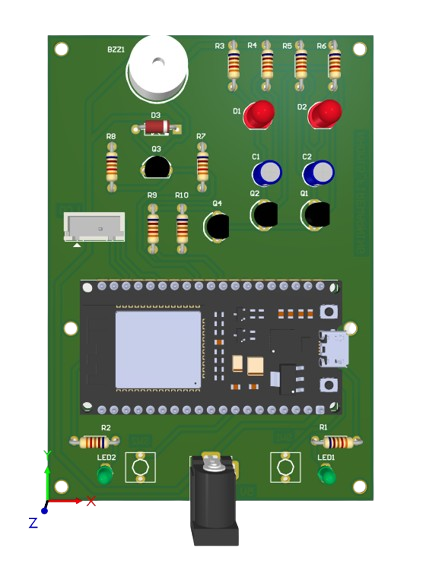 BZZ1
R3 R4 R5 R6
D3
D1 D2
R8 Q3 R7
C1 C2
R9 R10
Q4 Q2 Q1
R2 R1
LED2 LED1
Y
X
Z